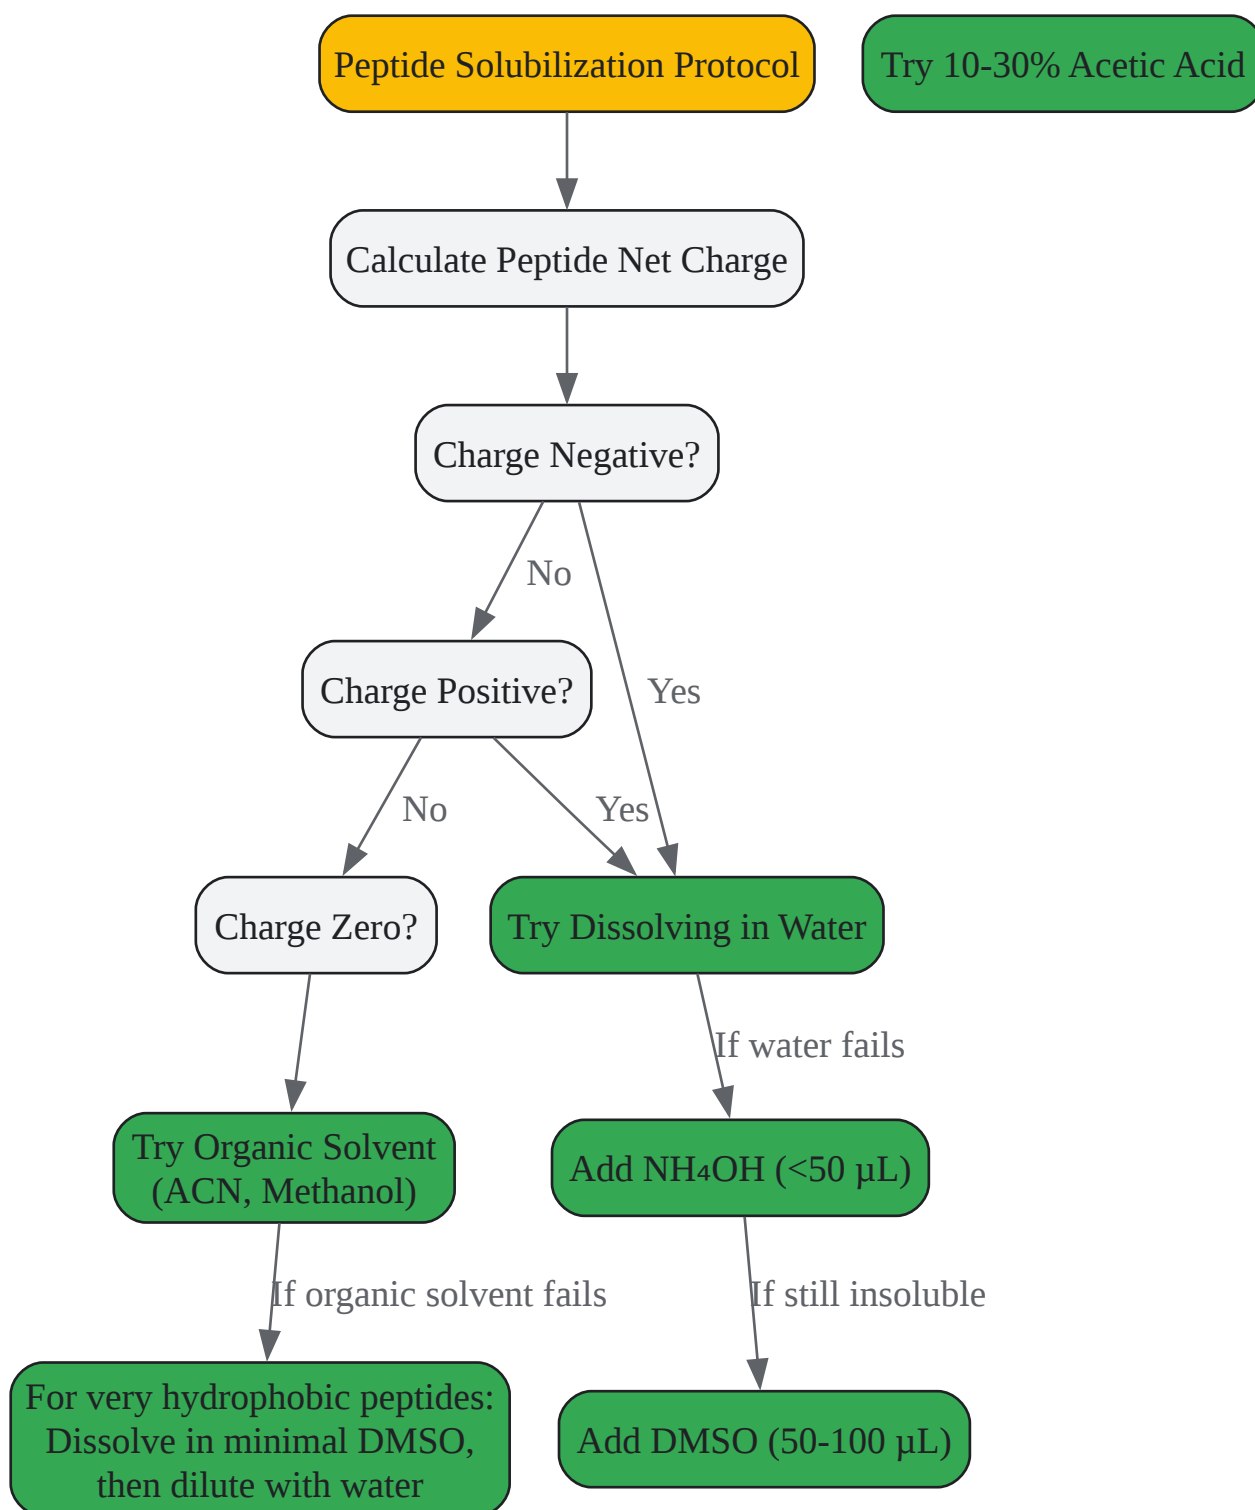 Peptide Solubilization Protocol
Try 10-30% Acetic Acid
Calculate Peptide Net Charge
Charge Negative?
No
Charge Positive?
Yes
No
Yes
Charge Zero?
Try Dissolving in Water
If water fails
Try Organic Solvent
(ACN, Methanol)
Add NH₄OH (<50 µL)
If organic solvent fails
If still insoluble
For very hydrophobic peptides:
Dissolve in minimal DMSO,
then dilute with water
Add DMSO (50-100 µL)